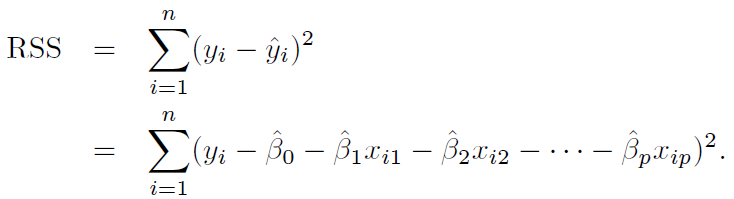 RSS = \sum_{i=1}^{n} (y_i - \hat{y}_i)^2
= \sum_{i=1}^{n} (y_i - \hat{\beta}_0 - \hat{\beta}_1 x_{i1} - \hat{\beta}_2 x_{i2} - \cdots - \hat{\beta}_p x_{ip})^2.